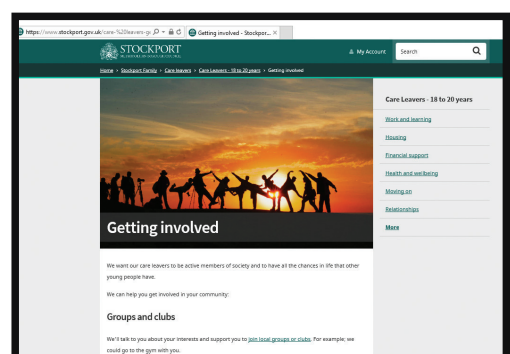 https://www.stockport.gov.uk/care-%20leavers-ge
Getting involved - Stockpor... ×
STOCKPORT
METROPOLITAN BOROUGH COUNCIL
My Account
Search
Home > Stockport Family > Care leavers > Care Leavers - 18 to 20 years > Getting involved
Getting involved
We want our care leavers to be active members of society and to have all the chances in life that other
young people have.
We can help you get involved in your community:
Groups and clubs
We'll talk to you about your interests and support you to join local groups or clubs. For example; we
could go to the gym with you.
Care Leavers - 18 to 20 years
Work and learning
Housing
Financial support
Health and wellbeing
Moving on
Relationships
More